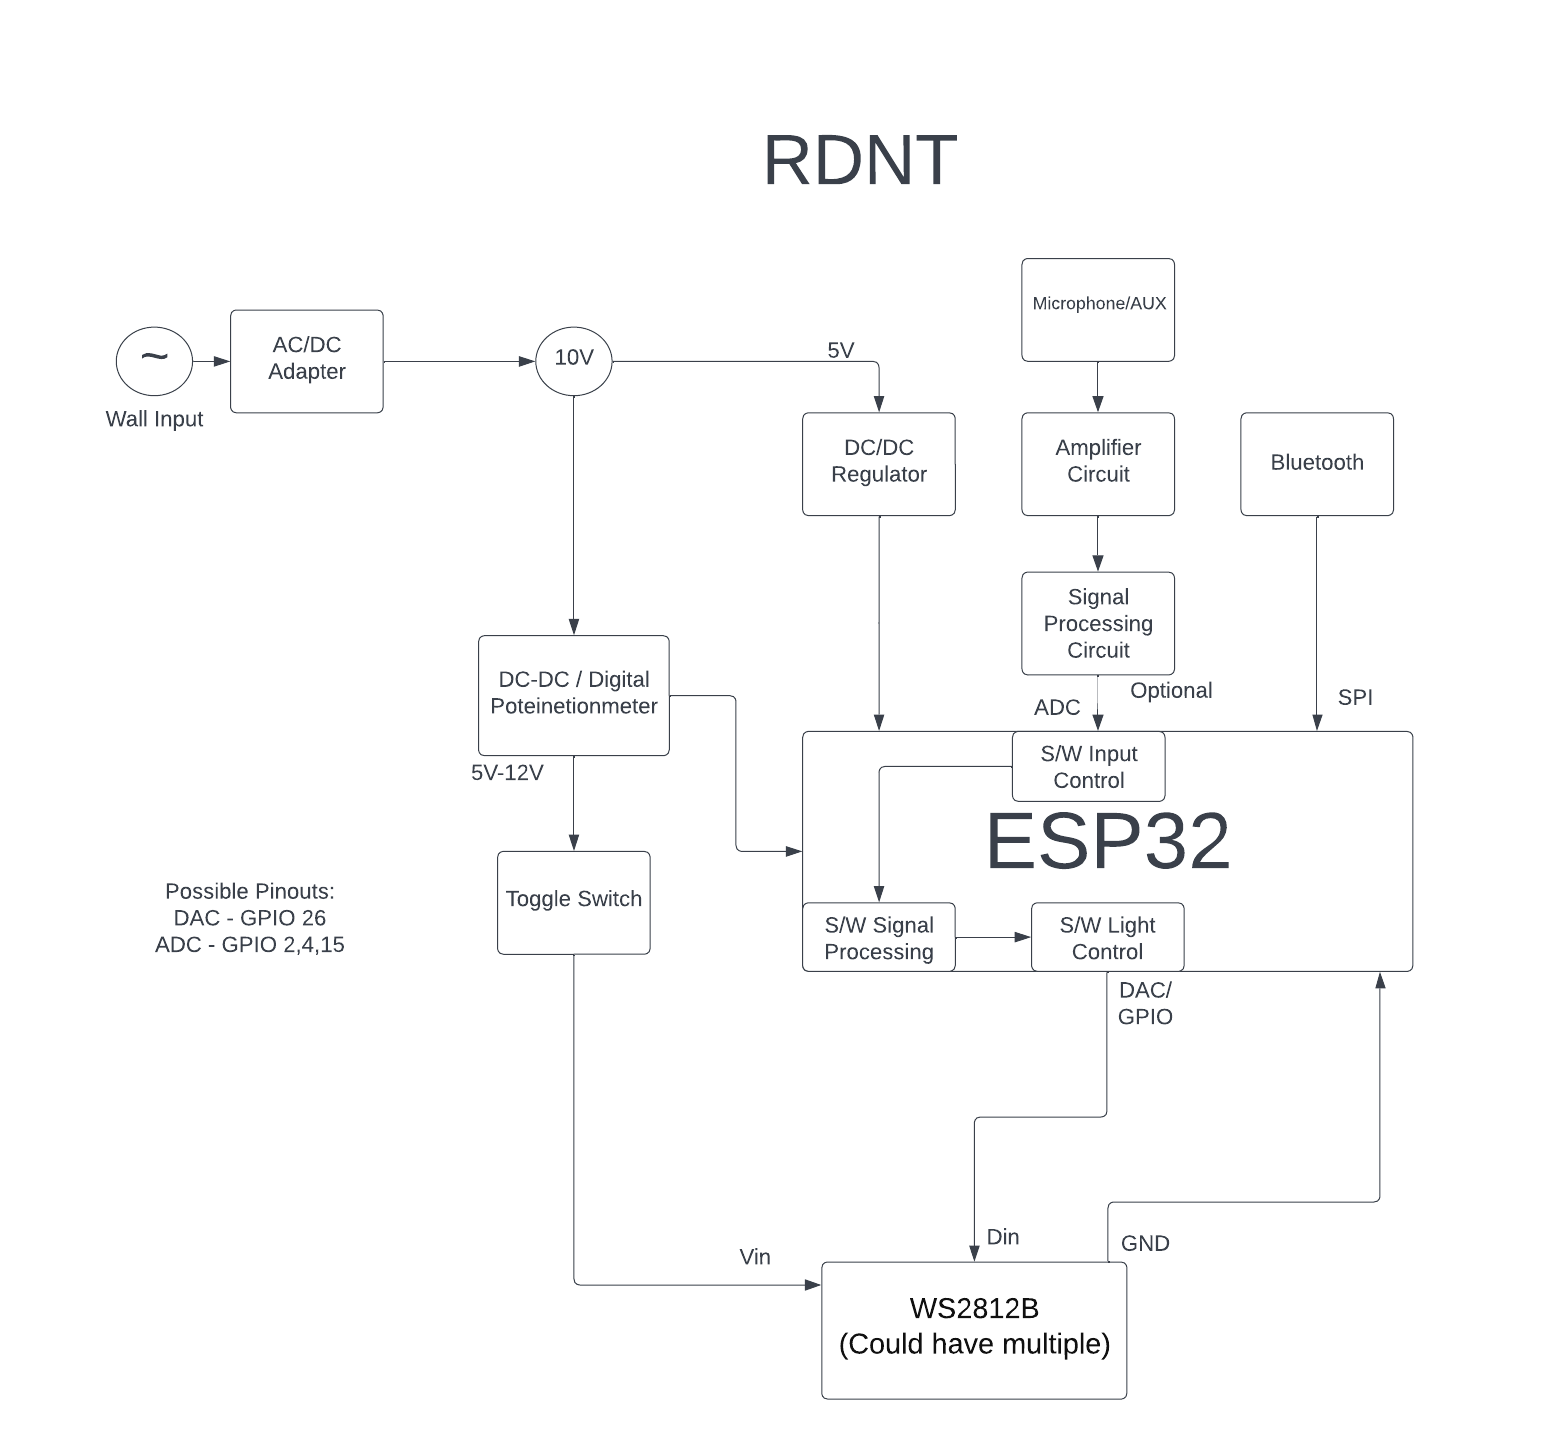 RDNT
Microphone/AUX
~
AC/DC
Adapter
10V
5V
Wall Input
DC/DC
Regulator
Amplifier
Circuit
Bluetooth
Signal
Processing
Circuit
Optional
ADC
SPI
DC-DC / Digital
Poteinetionmeter
5V-12V
S/W Input
Control
ESP32
Toggle Switch
Possible Pinouts:
DAC - GPIO 26
ADC - GPIO 2,4,15
S/W Signal
Processing
S/W Light
Control
DAC/
GPIO
Din
GND
Vin
WS2812B
(Could have multiple)